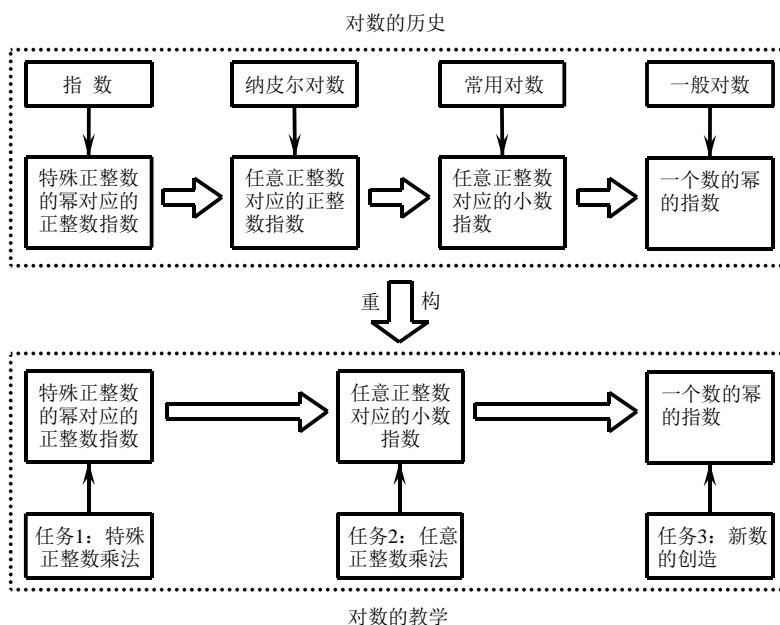 对数的历史
指 数
纳皮尔对数
常用对数
一般对数
特殊正整数
的幂对应的
正整数指数
任意正整数
对应的正整
数指数
任意正整数
对应的小数
指数
一个数的幂
的指数
重 构
特殊正整数
的幂对应的
正整数指数
任意正整数
对应的小数
指数
一个数的幂
的指数
任务1：特殊
正整数乘法
任务2：任意
正整数乘法
任务3：新数
的创造
对数的教学